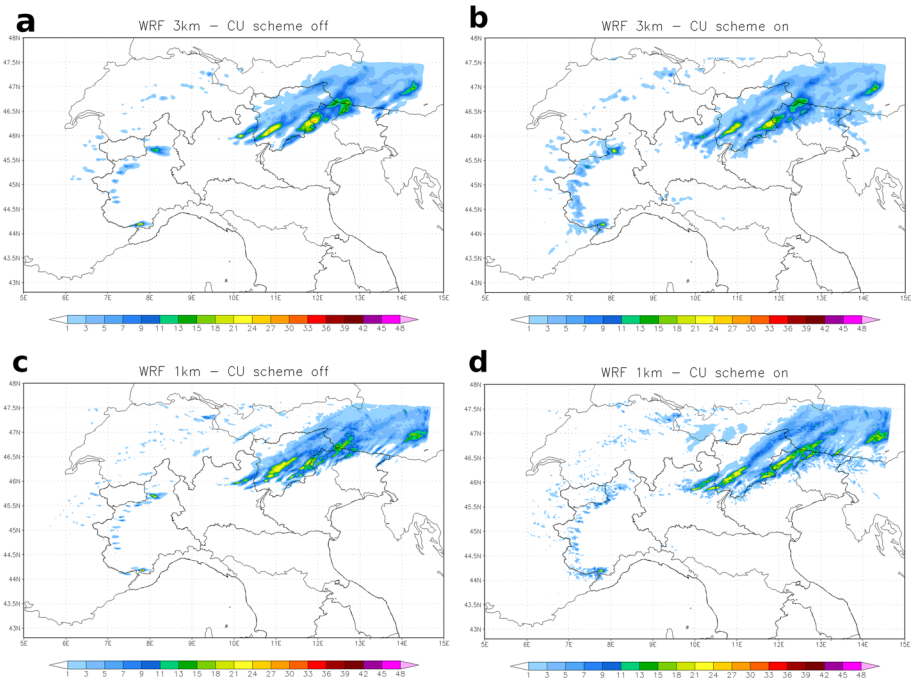 a
WRF 3km – CU scheme off
48N
47.5N
47N
46.5N
46N
45.5N
45N
44.5N
44N
43.5N
43N
5E 6E 7E 8E 9E 10E 11E 12E 13E 14E 15E
1 3 5 7 9 11 13 15 18 21 24 27 30 33 36 39 42 45 48
b
WRF 3km – CU scheme on
48N
47.5N
47N
46.5N
46N
45.5N
45N
44.5N
44N
43.5N
43N
5E 6E 7E 8E 9E 10E 11E 12E 13E 14E 15E
1 3 5 7 9 11 13 15 18 21 24 27 30 33 36 39 42 45 48
c
WRF 1km – CU scheme off
48N
47.5N
47N
46.5N
46N
45.5N
45N
44.5N
44N
43.5N
43N
5E 6E 7E 8E 9E 10E 11E 12E 13E 14E 15E
1 3 5 7 9 11 13 15 18 21 24 27 30 33 36 39 42 45 48
d
WRF 1km – CU scheme on
48N
47.5N
47N
46.5N
46N
45.5N
45N
44.5N
44N
43.5N
43N
5E 6E 7E 8E 9E 10E 11E 12E 13E 14E 15E
1 3 5 7 9 11 13 15 18 21 24 27 30 33 36 39 42 45 48